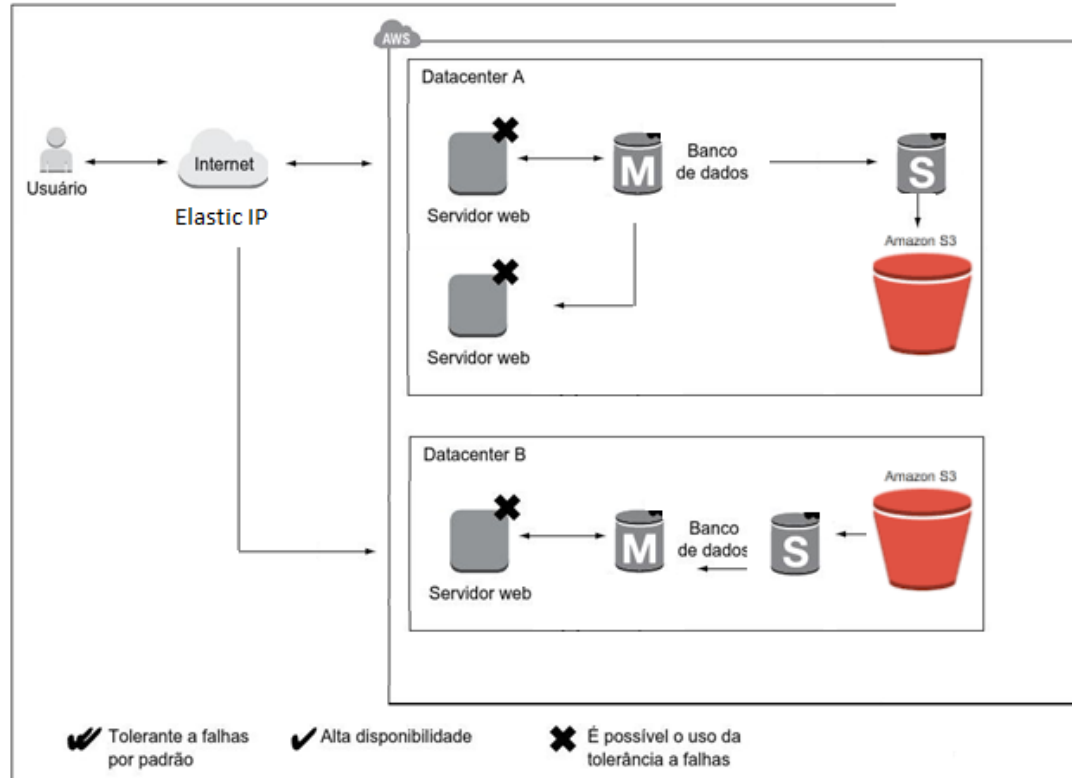 AWS
Datacenter A
Usuário
Internet
Elastic IP
Servidor web
M
Banco
de dados
S
Amazon S3
Servidor web
Datacenter B
Servidor web
M
Banco
de dados
S
Amazon S3
Tolerante a falhas
por padrão
Alta disponibilidade
É possível o uso da
tolerância a falhas